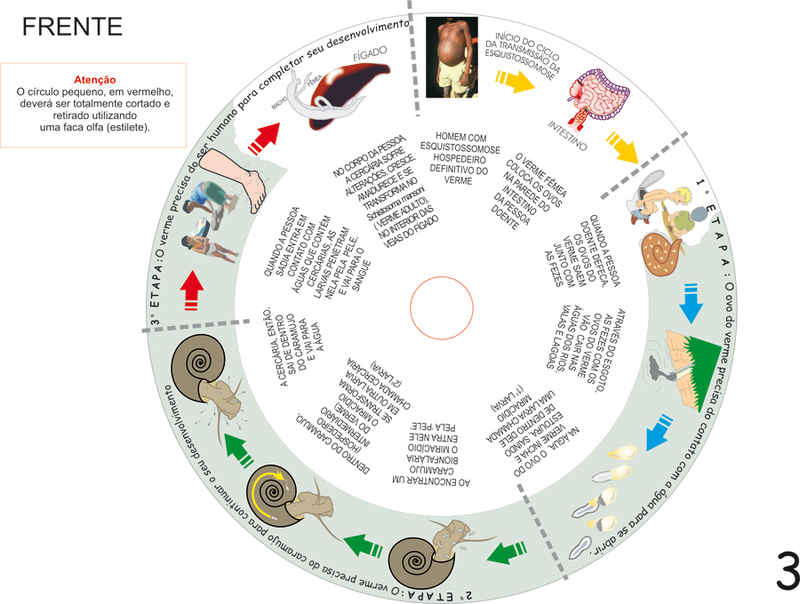 FRENTE
Atenção
O círculo pequeno, em vermelho,
deverá ser totalmente cortado e
retirado utilizando
uma faca olfa (estilete).
INÍCIO DO CICLO
DA TRANSMISSÃO DA
ESQUISTOSSOMOSE
INTESTINO
HOMEM COM
ESQUISTOSSOMOSE
HOSPEDEIRO
DEFINITIVO DO
VERME
O VERME FÊMEA
COLOCA OS OVOS
NA PAREDE DO
INTESTINO
DA PESSOA
DOENTE
1ª ETAPA: O ovo do verme precisa do contato com a água para se abrir.
QUANDO A PESSOA
DOENTE DEFECA,
OS OVOS DO
VERME SAEM
JUNTO COM
AS FEZES
ATRAVÉS DO ESGOTO,
AS FEZES COM OS
OVOS DO VERME
VÃO CAIR NAS
ÁGUAS DOS RIOS,
VALAS E LAGOAS
NA ÁGUA, O OVO DO
VERME INCHA E
ESTOURA, SAINDO
DE DENTRO DELE
UMA LARVA CHAMADA
MIRACÍDIO
(1ª LARVA)
2ª ETAPA: O verme precisa do caramujo para continuar o seu desenvolvimento
AO ENCONTRAR UM
CARAMUJO
BIONFALÁRIA
O MIRACÍDIO
ENTRA NELE
PELA PELE.
DENTRO DO CARAMUJO,
(HOSPEDEIRO
INTERMEDIÁRIO
DO VERME)
O MIRACÍDIO
SE TRANSFORMA
EM OUTRA LARVA
CHAMADA CERCÁRIA
(2ª LARVA)
A CERCÁRIA, ENTÃO,
SAI DE DENTRO
DO CARAMUJO
E VAI PARA
A ÁGUA
3ª ETAPA: O verme precisa do ser humano para completar seu desenvolvimento
QUANDO A PESSOA
SADIA ENTRA EM
CONTATO COM
ÁGUAS QUE CONTEM
CERCÁRIAS, AS
LARVAS PENETRAM
NELA PELA PELE
E VAI PARA O
SANGUE
FÍGADO
FÊMEA
MACHO
NO CORPO DA PESSOA
A CERCÁRIA SOFRE
ALTERAÇÕES, CRESCE,
AMADURECE E SE
TRANSFORMA NO
Schistosoma mansoni
( VERME ADULTO),
NO INTERIOR DAS
VEIAS DO FÍGADO
3